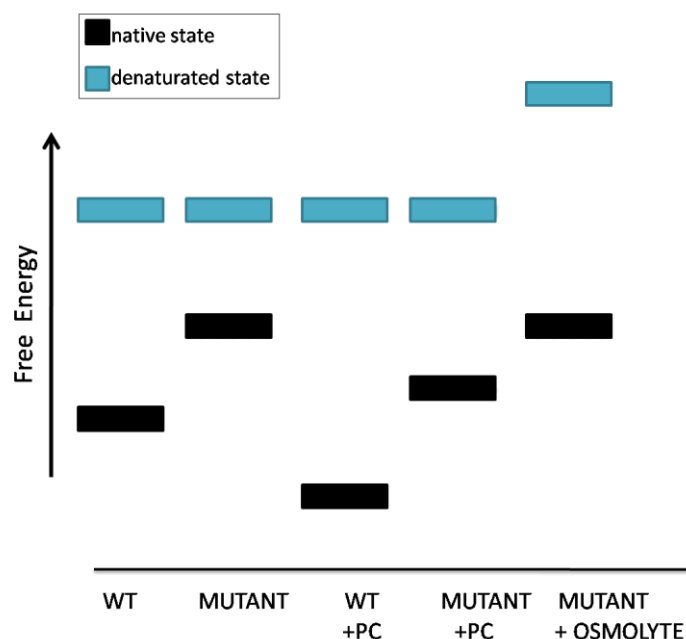 native state
denaturated state
Free Energy
WT
MUTANT
WT
+PC
MUTANT
+PC
MUTANT
+ OSMOLYTE